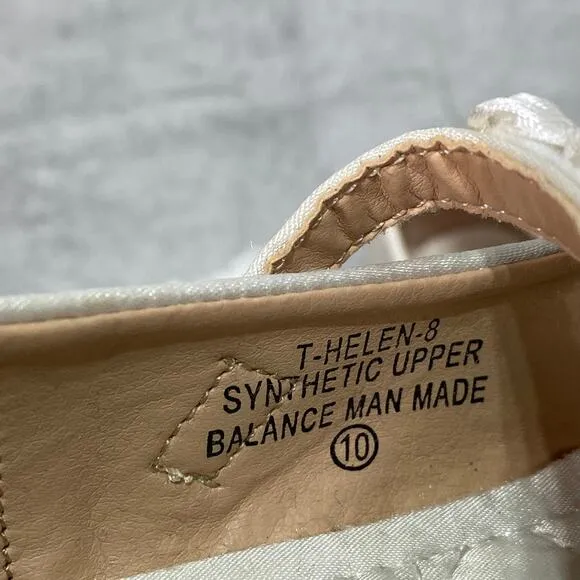 T-HELEN-8
SYNTHETIC UPPER
BALANCE MAN MADE
10